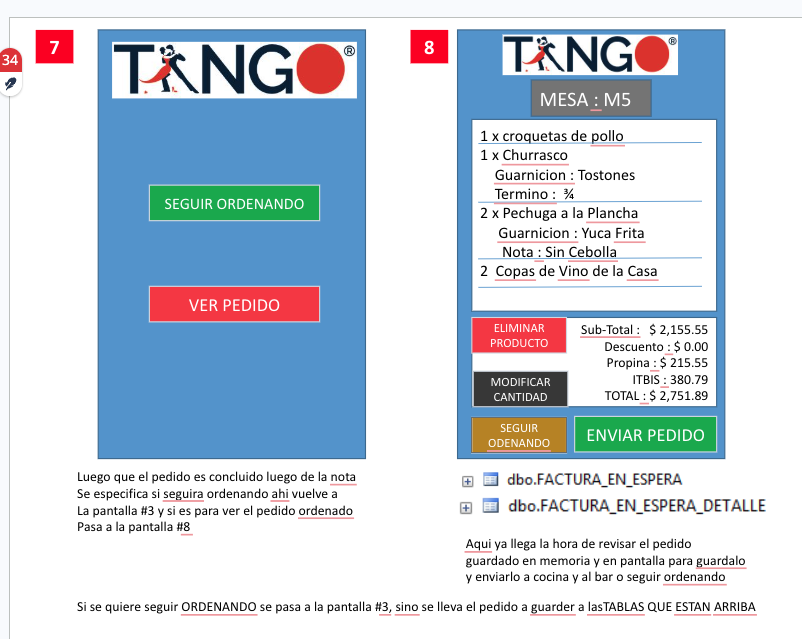 34
7
TANGO®
SEGUIR ORDENANDO
VER PEDIDO
Luego que el pedido es concluido luego de la nota
Se especifica si seguira ordenando ahi vuelve a
La pantalla #3 y si es para ver el pedido ordenado
Pasa a la pantalla #8
8
TANGO®
MESA : M5
1 x croquetas de pollo
1 x Churrasco
Guarnicion : Tostones
Termino : ¾
2 x Pechuga a la Plancha
Guarnicion : Yuca Frita
Nota : Sin Cebolla
2 Copas de Vino de la Casa
ELIMINAR
PRODUCTO
MODIFICAR
CANTIDAD
Sub-Total : $ 2,155.55
Descuento : $ 0.00
Propina : $ 215.55
ITBIS : 380.79
TOTAL : $ 2,751.89
SEGUIR
ODENANDO
ENVIAR PEDIDO
dbo.FACTURA_EN_ESPERA
dbo.FACTURA_EN_ESPERA_DETALLE
Aqui ya llega la hora de revisar el pedido
guardado en memoria y en pantalla para guardalo
y enviarlo a cocina y al bar o seguir ordenando
Si se quiere seguir ORDENANDO se pasa a la pantalla #3, sino se lleva el pedido a guarder a lasTABLAS QUE ESTAN ARRIBA